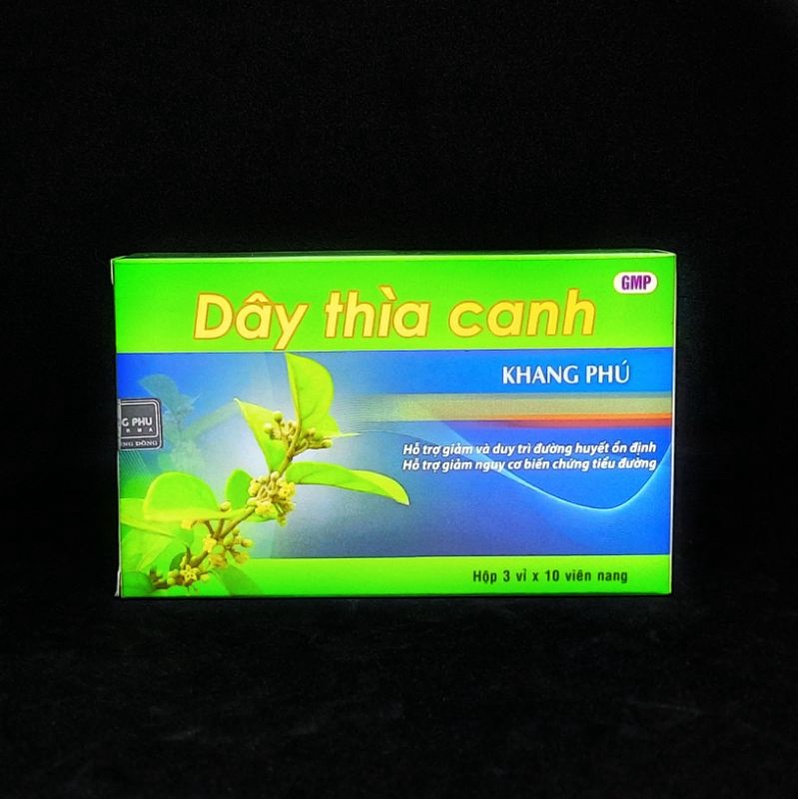 GMP
Dây thìa canh
KHANG PHÚ
G PHU
Hỗ trợ giảm và duy trì đường huyết ổn định
Hỗ trợ giảm nguy cơ biến chứng tiểu đường
Hộp 3 vỉ x 10 viên nang